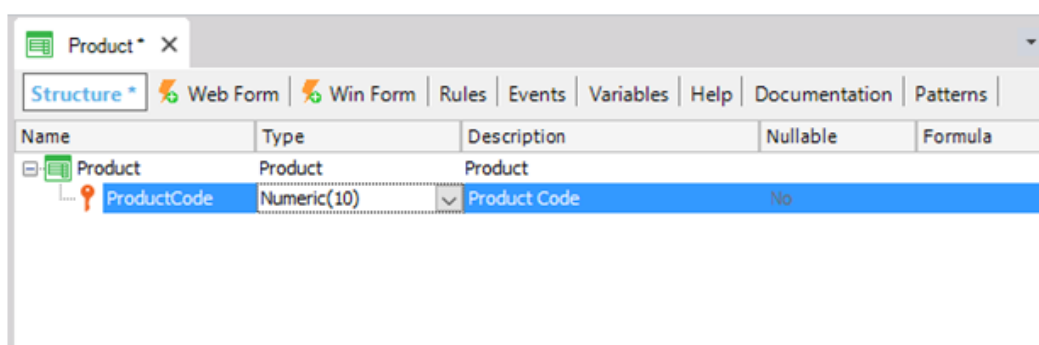 Product *
Structure * Web Form Win Form Rules Events Variables Help Documentation Patterns
Name Type Description Nullable Formula
Product Product Product
ProductCode Numeric(10) Product Code No